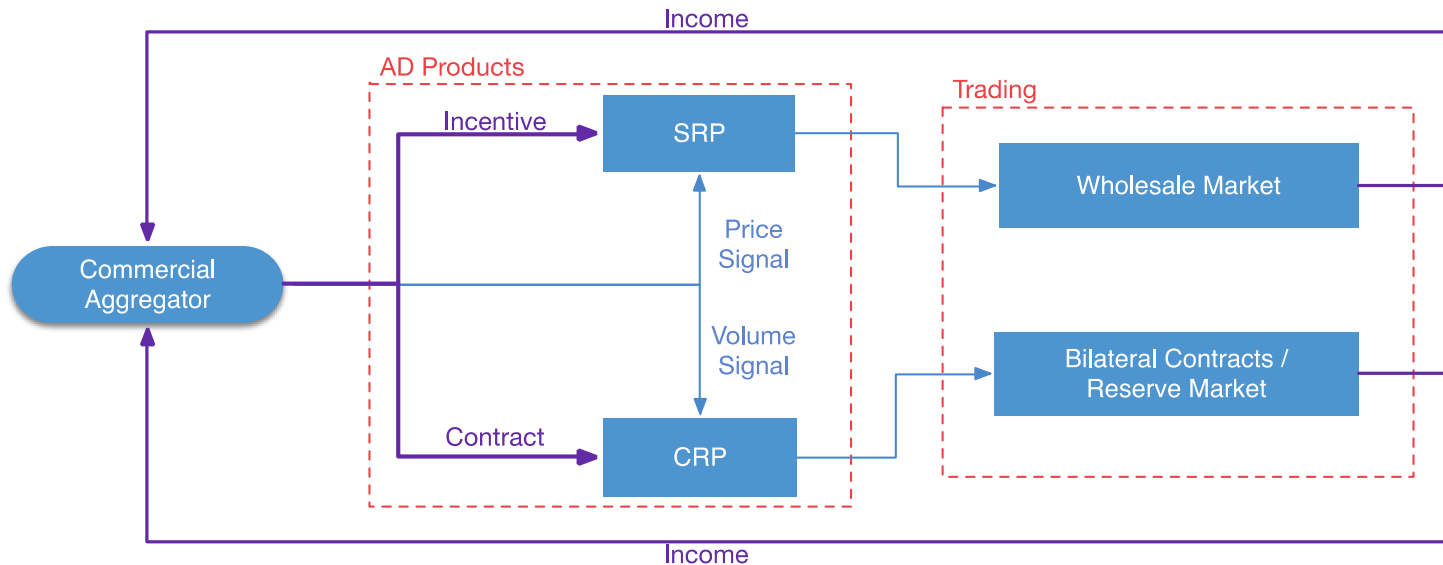 Income
AD Products
Trading
Incentive
SRP
Wholesale Market
Price
Signal
Commercial
Aggregator
Volume
Signal
Bilateral Contracts /
Reserve Market
Contract
CRP
Income